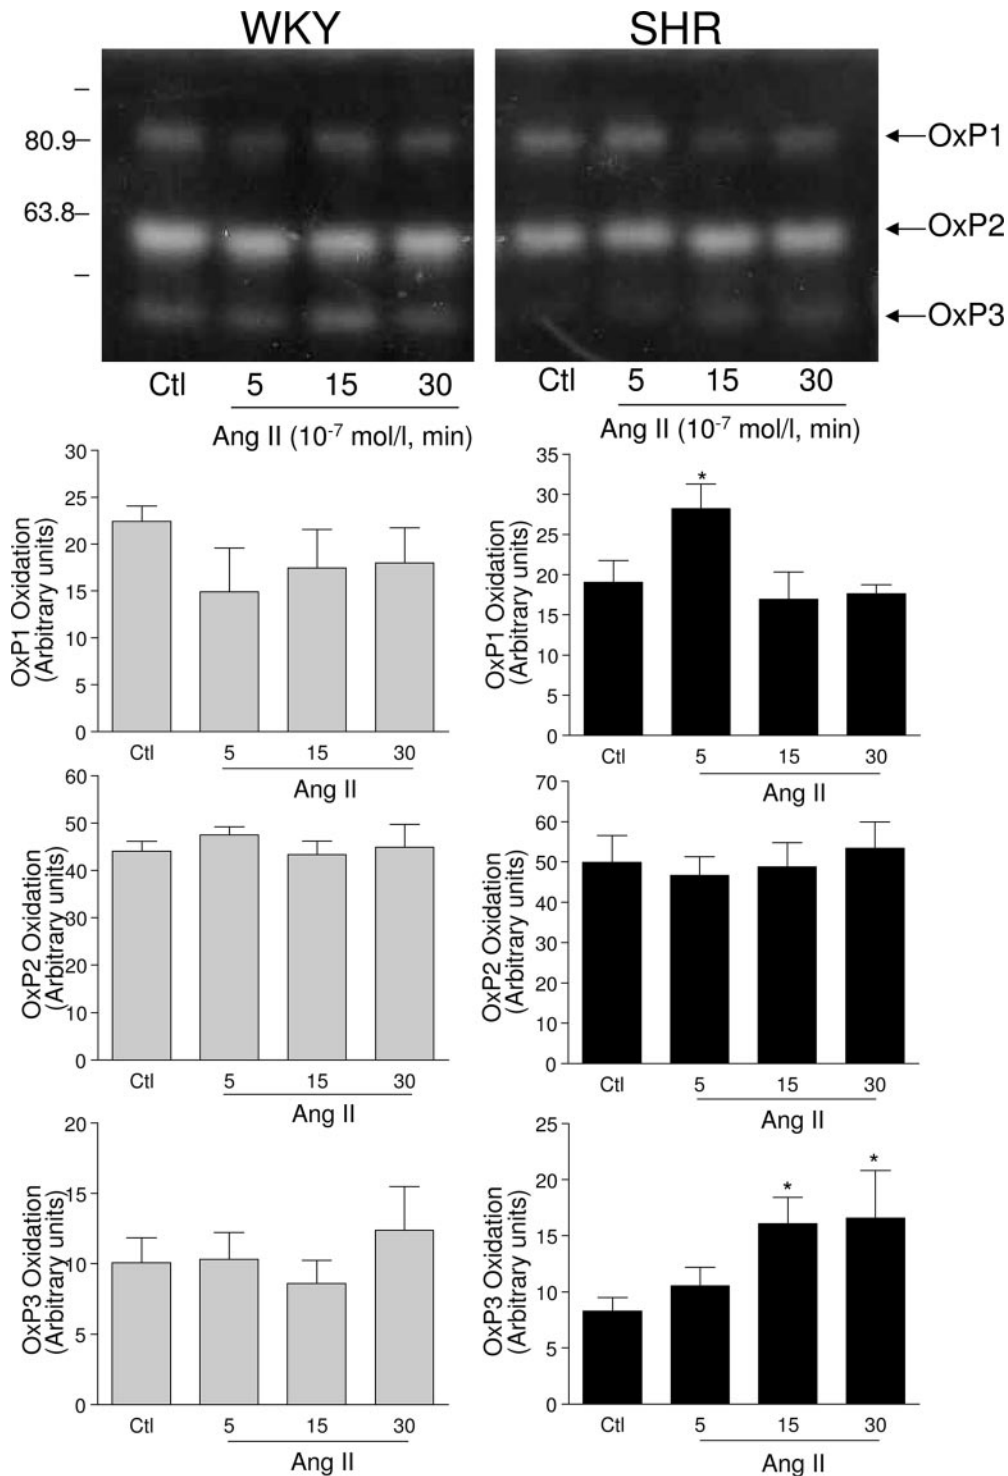 WKY SHR
80.9 OxP1
63.8 OxP2
OxP3
Ctl 5 15 30 Ctl 5 15 30
Ang II (10-7 mol/l, min) Ang II (10-7 mol/l, min)
OxP1 Oxidation
(Arbitrary units)
30
25
20
15
10
5
0
Ctl 5 15 30
Ang II
OxP1 Oxidation
(Arbitrary units)
35
30
25
20
15
10
5
0
*
Ctl 5 15 30
Ang II
OxP2 Oxidation
(Arbitrary units)
60
50
40
30
20
10
0
Ctl 5 15 30
Ang II
OxP2 Oxidation
(Arbitrary units)
70
60
50
40
30
20
10
0
Ctl 5 15 30
Ang II
OxP3 Oxidation
(Arbitrary units)
20
15
10
5
0
Ctl 5 15 30
Ang II
OxP3 Oxidation
(Arbitrary units)
25
20
15
10
5
0
* *
Ctl 5 15 30
Ang II